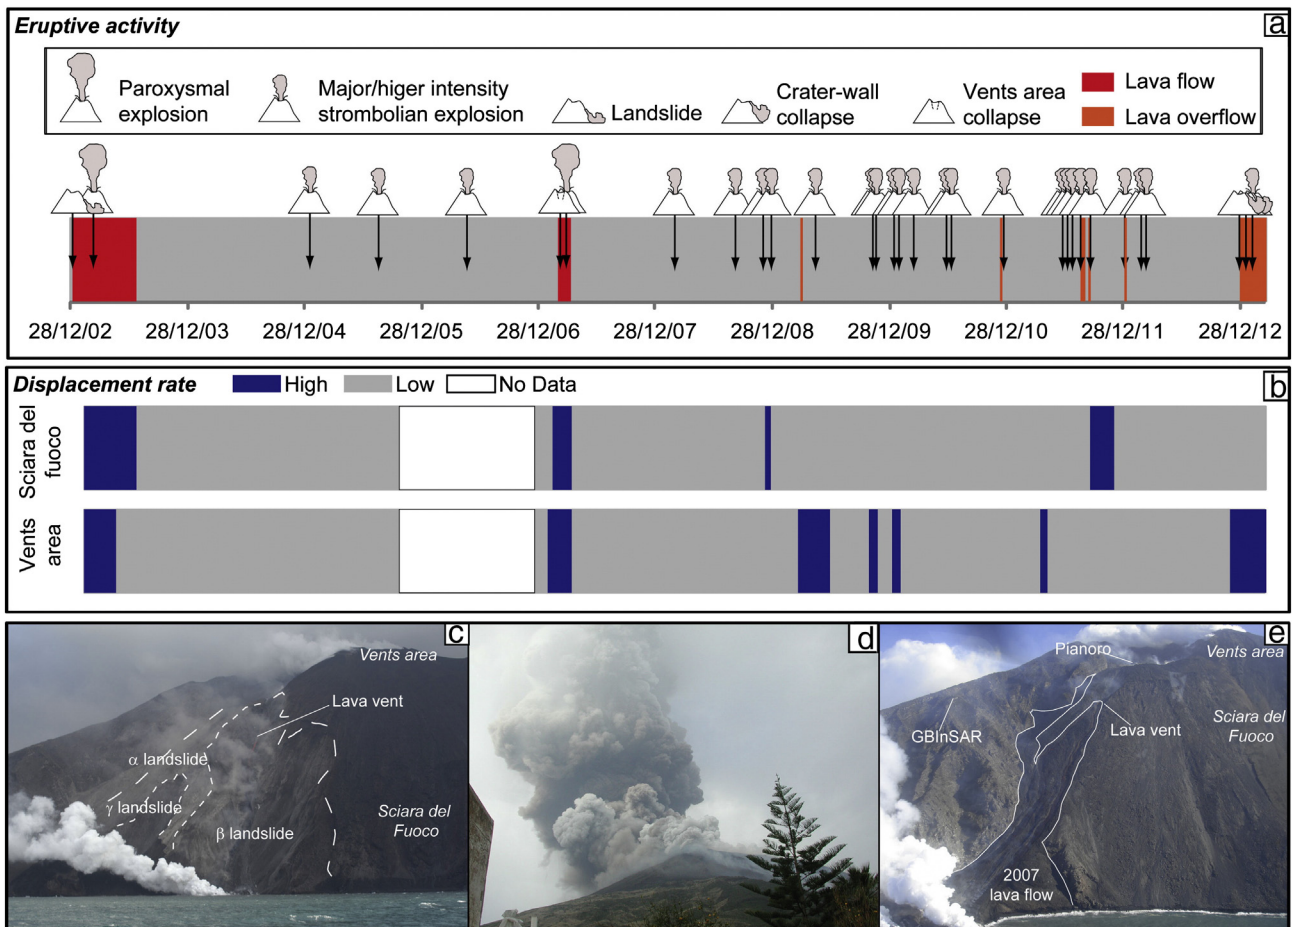 Eruptive activity
a
Paroxysmal
explosion
Major/higer intensity
strombolian explosion
Landslide
Crater-wall
collapse
Vents area
collapse
Lava flow
Lava overflow
28/12/02
28/12/03
28/12/04
28/12/05
28/12/06
28/12/07
28/12/08
28/12/09
28/12/10
28/12/11
28/12/12
Displacement rate
High
Low
No Data
b
Sciara del
fuoco
Vents
area
c
Vents area
Lava vent
α landslide
γ landslide
β landslide
Sciara del
Fuoco
d
e
Pianoro
Vents area
GBInSAR
Lava vent
Sciara del
Fuoco
2007
lava flow